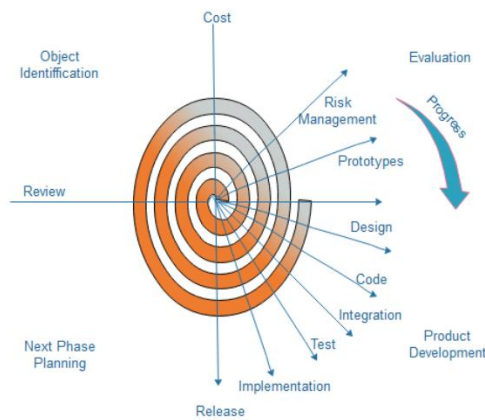 Cost
Object
Identiffication
Evaluation
Risk
Management
Progress
Prototypes
Review
Design
Code
Integration
Test
Next Phase
Planning
Product
Development
Implementation
Release